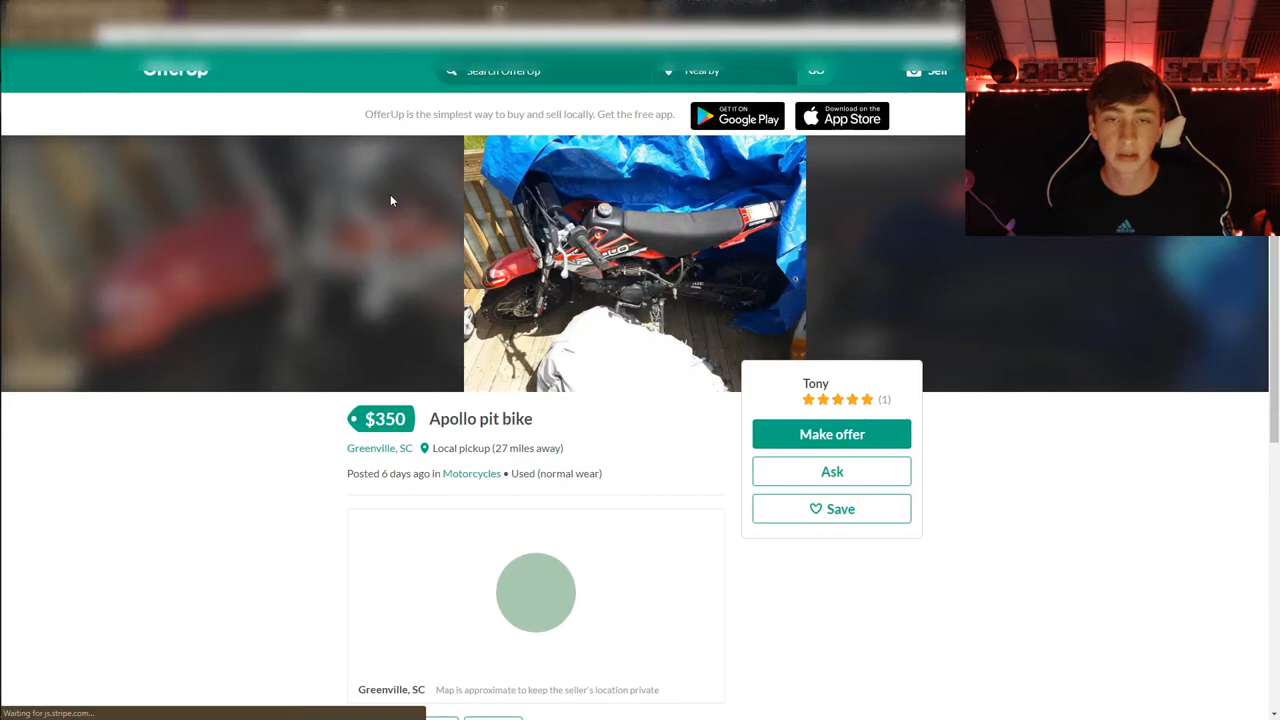 OfferUp
Search OfferUp
Nearby
GO
Sell
OfferUp is the simplest way to buy and sell locally. Get the free app.
GET IT ON
Google Play
Download on the
App Store
APOLLO
Tony
(1)
$350
Apollo pit bike
Make offer
Greenville, SC
Local pickup (27 miles away)
Ask
Posted 6 days ago in Motorcycles • Used (normal wear)
Save
Greenville, SC
Map is approximate to keep the seller's location private
Waiting for js.stripe.com...
adidas